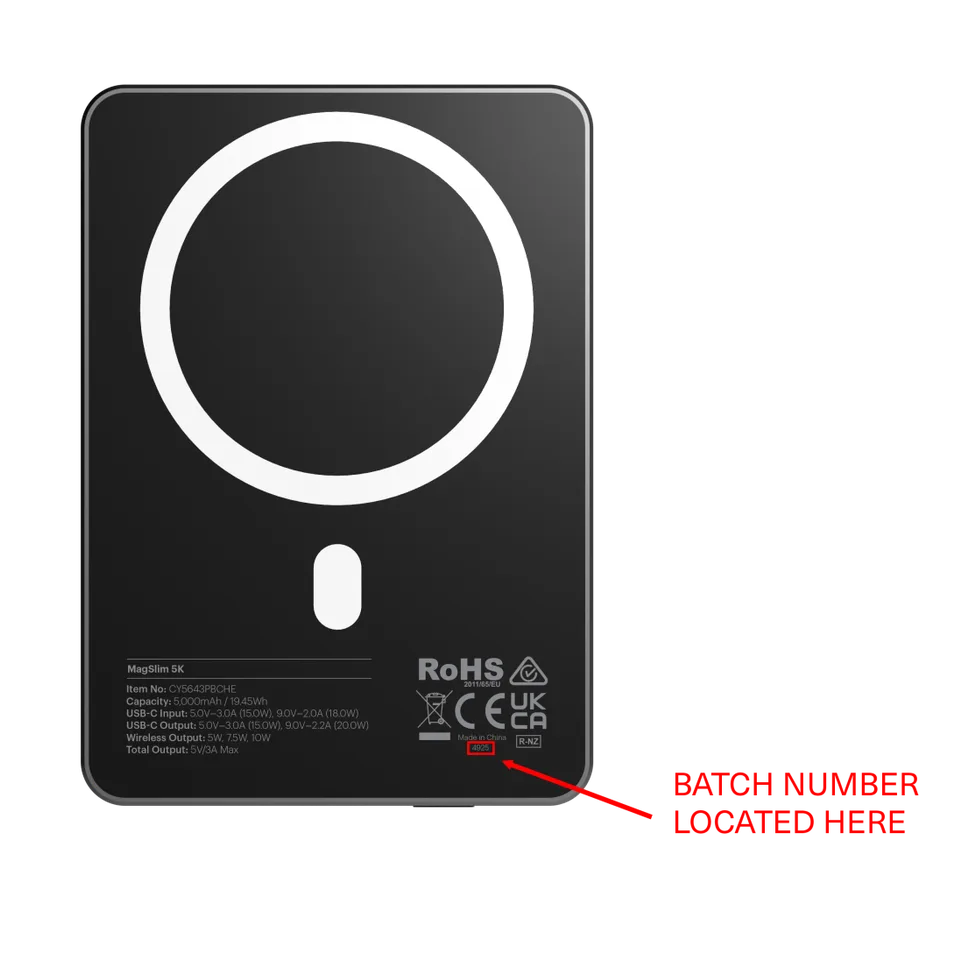 MagSlim 5K
Item No: CY5643PBCHE
Capacity: 5,000mAh / 19.45Wh
USB-C Input: 5.0V⎓3.0A (15.0W), 9.0V⎓2.0A (18.0W)
USB-C Output: 5.0V⎓3.0A (15.0W), 9.0V⎓2.2A (20.0W)
Wireless Output: 5W, 7.5W, 10W
Total Output: 5V/3A Max
RoHS
2011/65/EU
CE
UK
CA
Made in China
4925
R-NZ
BATCH NUMBER
LOCATED HERE